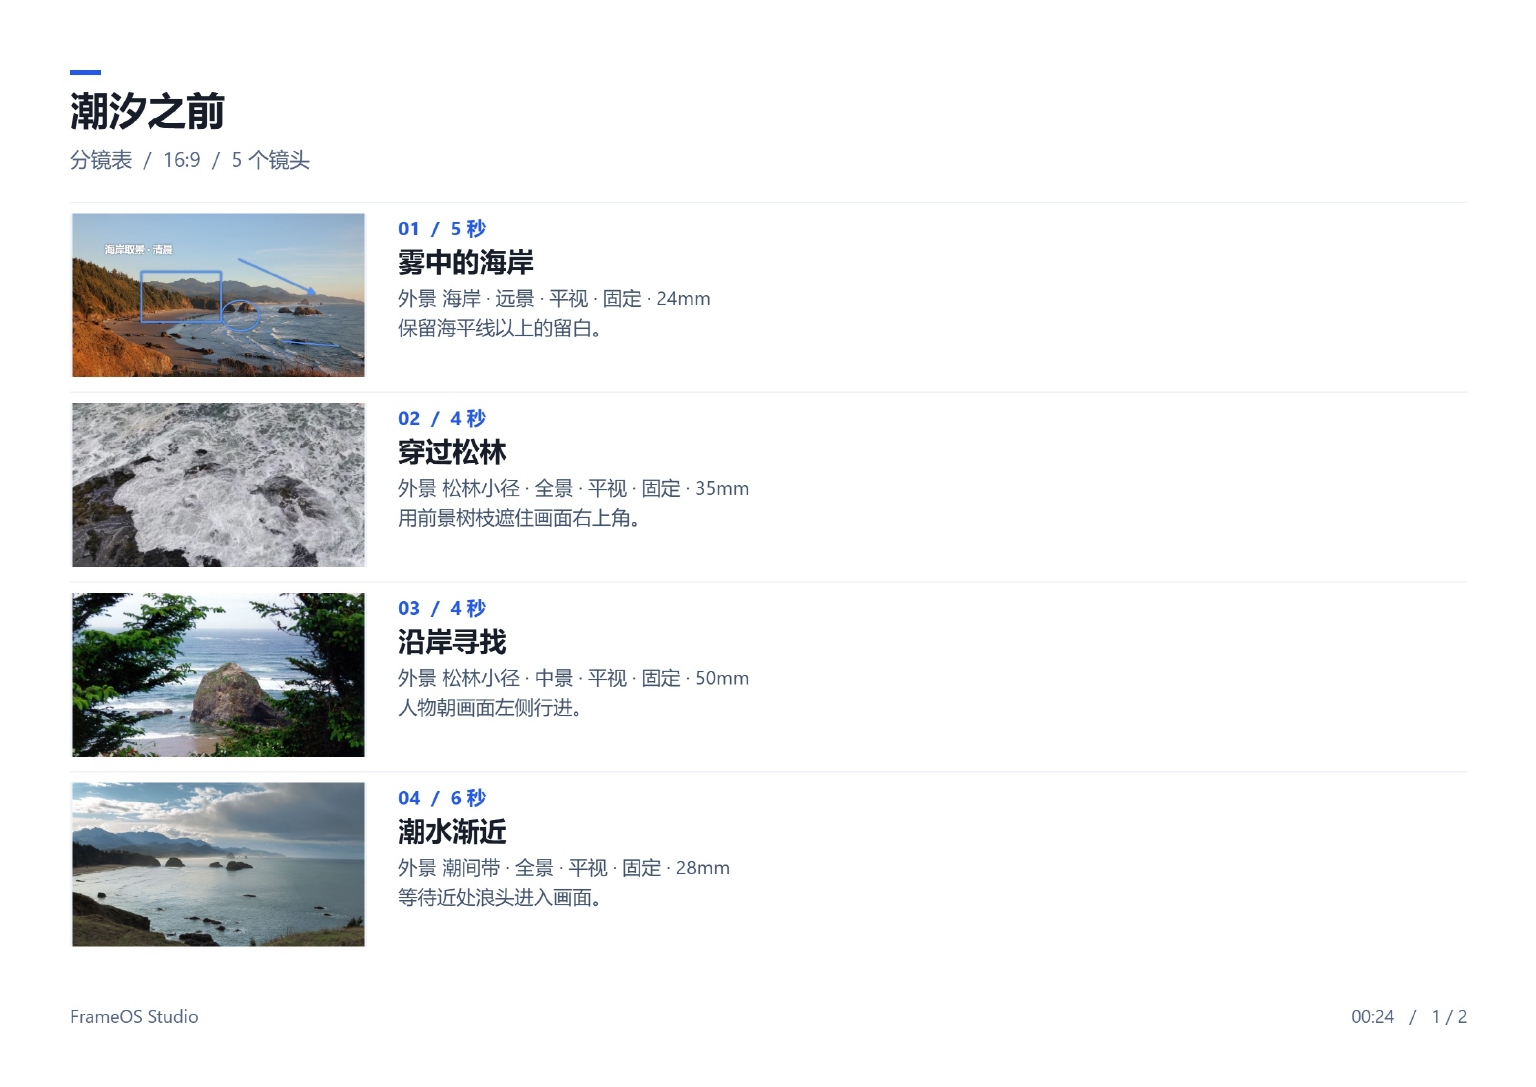 潮汐之前
分镜表 / 16:9 / 5 个镜头
海岸取景 · 清晨
01 / 5 秒
雾中的海岸
外景 海岸 · 远景 · 平视 · 固定 · 24mm
保留海平线以上的留白。
02 / 4 秒
穿过松林
外景 松林小径 · 全景 · 平视 · 固定 · 35mm
用前景树枝遮住画面右上角。
03 / 4 秒
沿岸寻找
外景 松林小径 · 中景 · 平视 · 固定 · 50mm
人物朝画面左侧行进。
04 / 6 秒
潮水渐近
外景 潮间带 · 全景 · 平视 · 固定 · 28mm
等待近处浪头进入画面。
FrameOS Studio
00:24 / 1 / 2